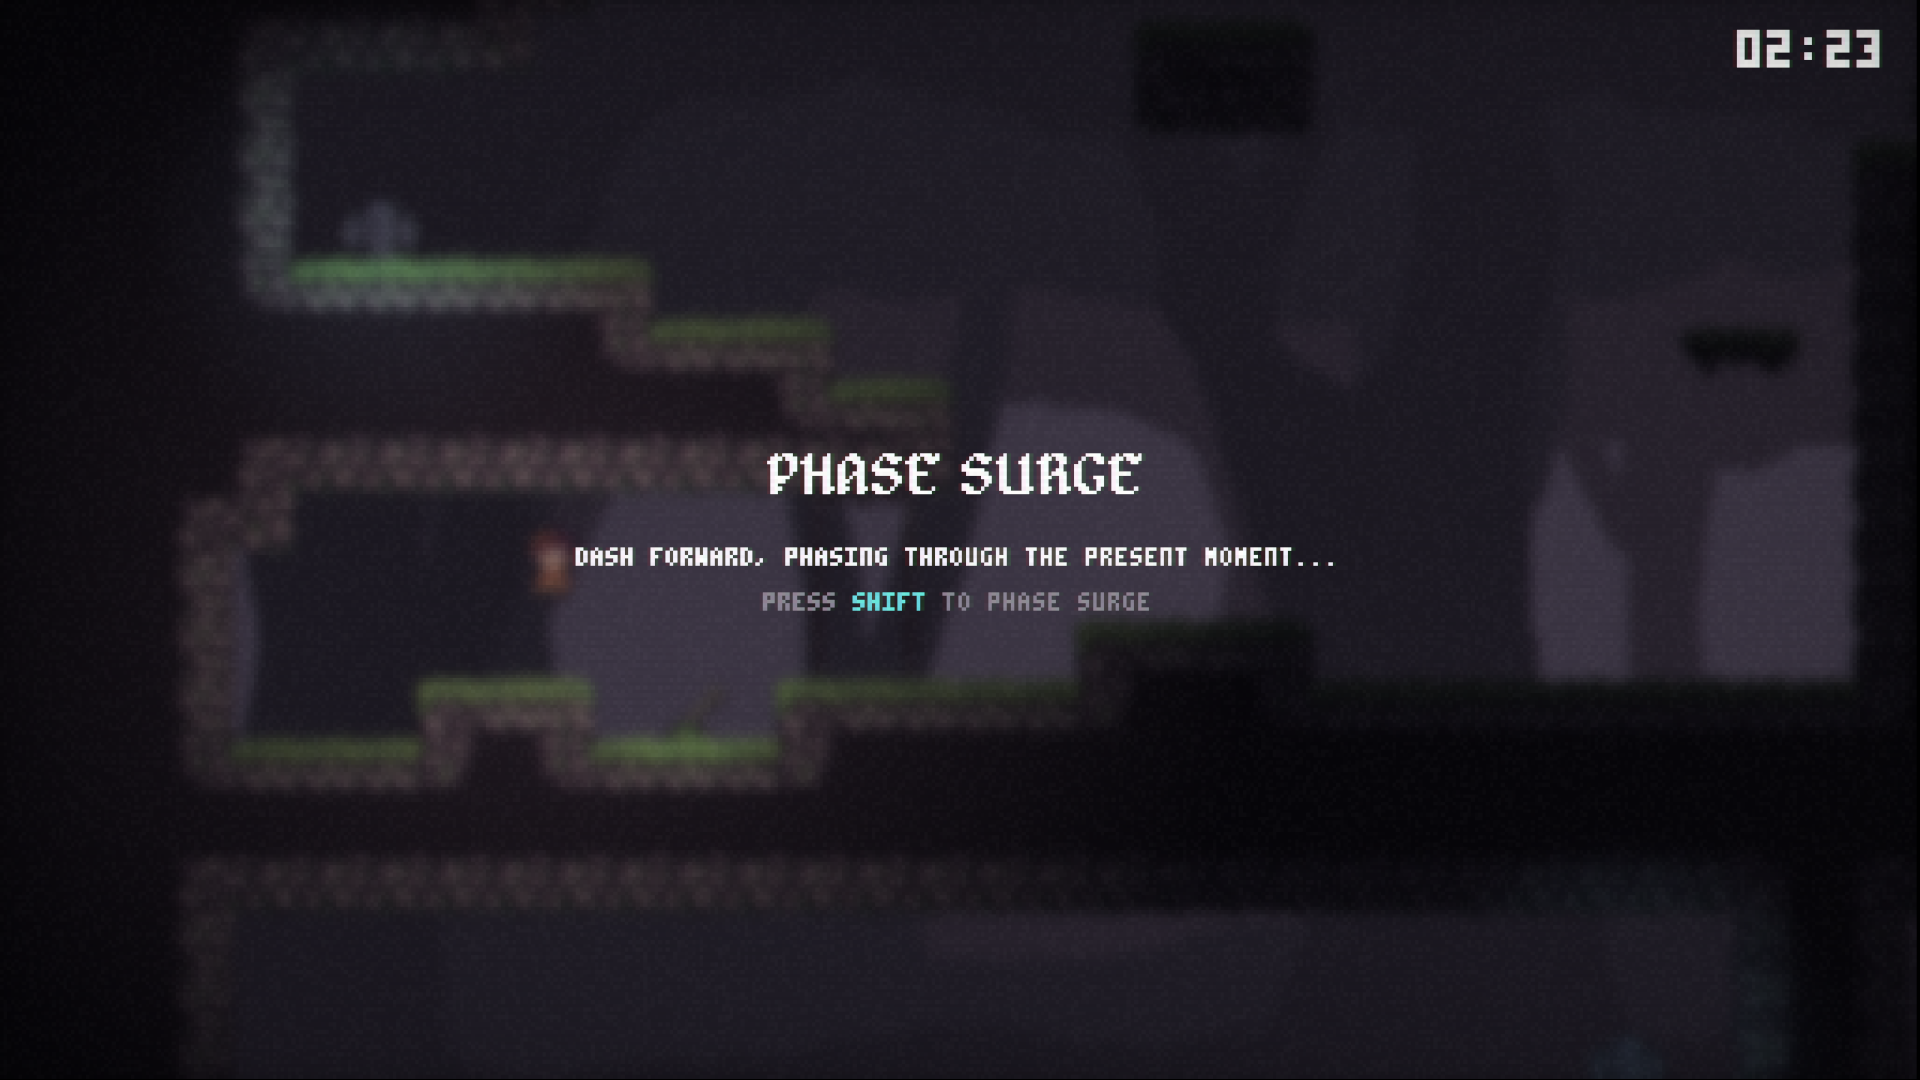 02:23
PHASE SURGE
DASH FORWARD, PHASING THROUGH THE PRESENT MOMENT...
PRESS SHIFT TO PHASE SURGE